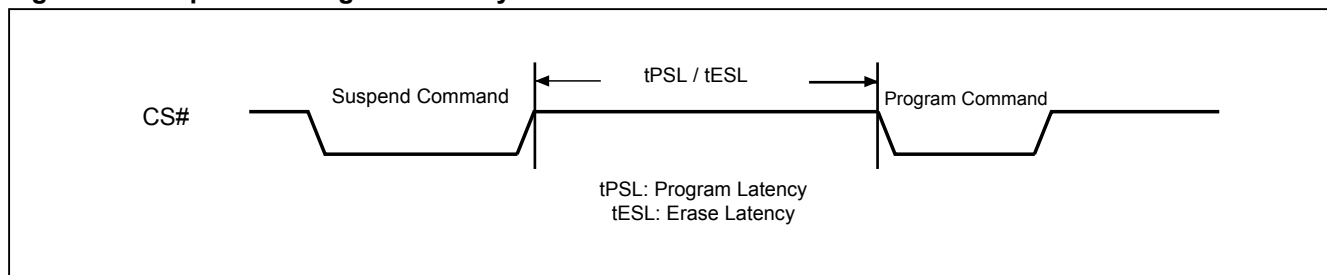 tPSL / tESL
Suspend Command
Program Command
CS#
tPSL: Program Latency
tESL: Erase Latency